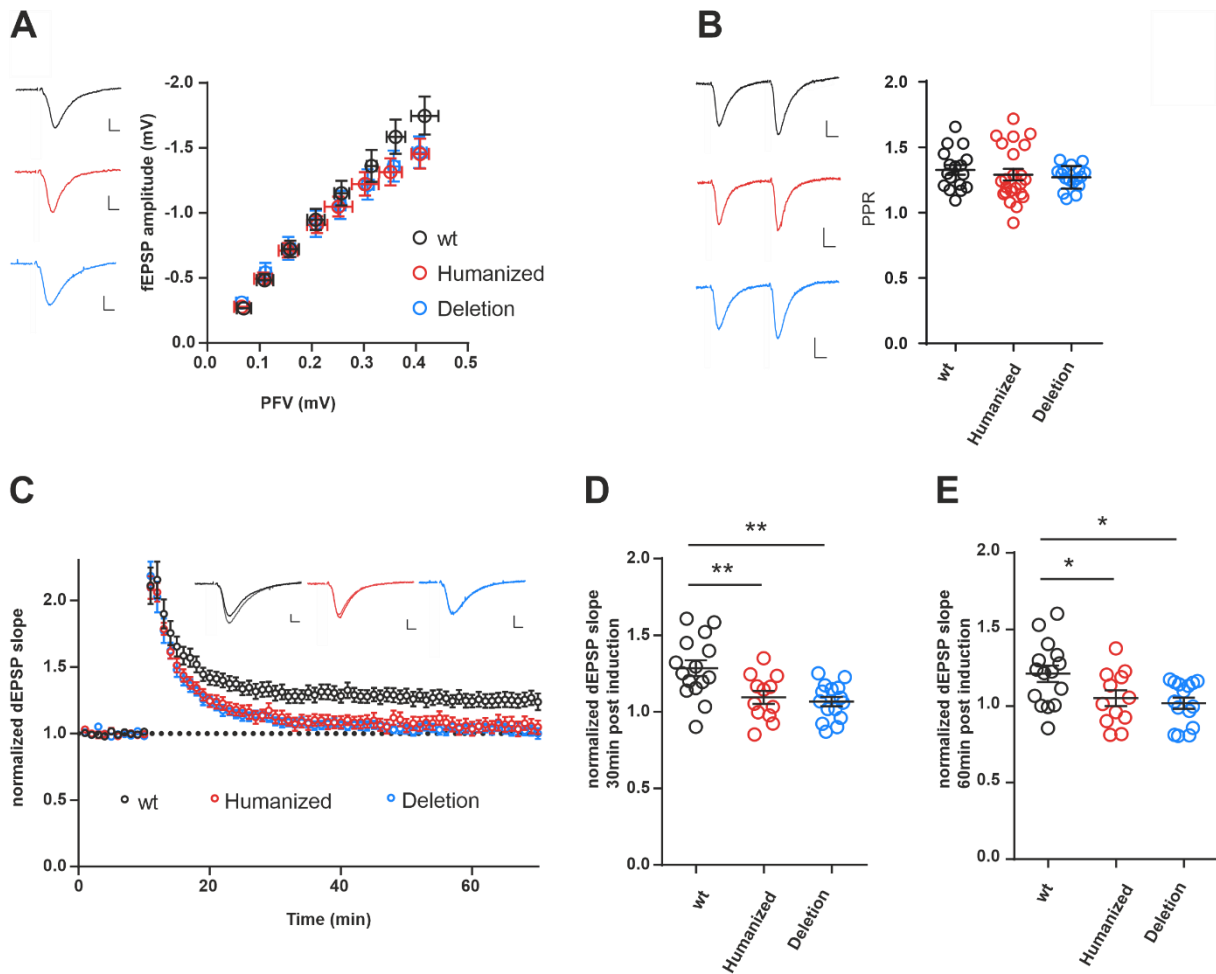 A
fEPSP amplitude (mV)
-2.0
-1.5
-1.0
-0.5
0.0
0.0 0.1 0.2 0.3 0.4 0.5
PFV (mV)
wt
Humanized
Deletion
B
PPR
2.0
1.5
1.0
0.5
0.0
wt
Humanized
Deletion
C
normalized dEPSP slope
2.0
1.5
1.0
0.5
0.0
0 20 40 60
Time (min)
wt Humanized Deletion
D
normalized dEPSP slope
30min post induction
2.0
1.5
1.0
0.5
0.0
**
**
wt
Humanized
Deletion
E
normalized dEPSP slope
60min post induction
2.0
1.5
1.0
0.5
0.0
*
*
wt
Humanized
Deletion